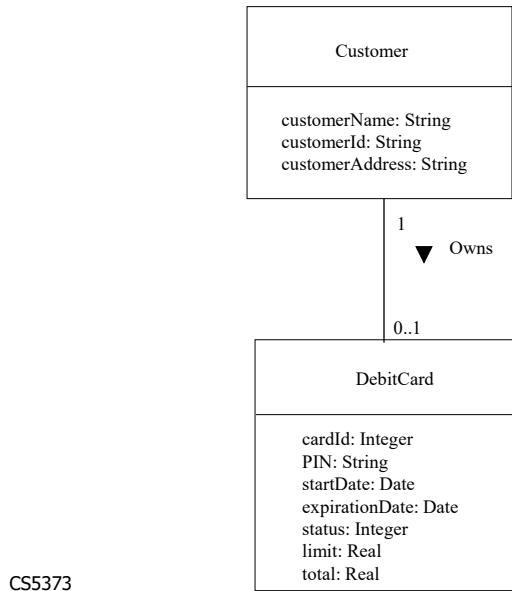 Customer
customerName: String
customerId: String
customerAddress: String
1
Owns
0..1
DebitCard
cardId: Integer
PIN: String
startDate: Date
expirationDate: Date
status: Integer
limit: Real
total: Real
CS5373